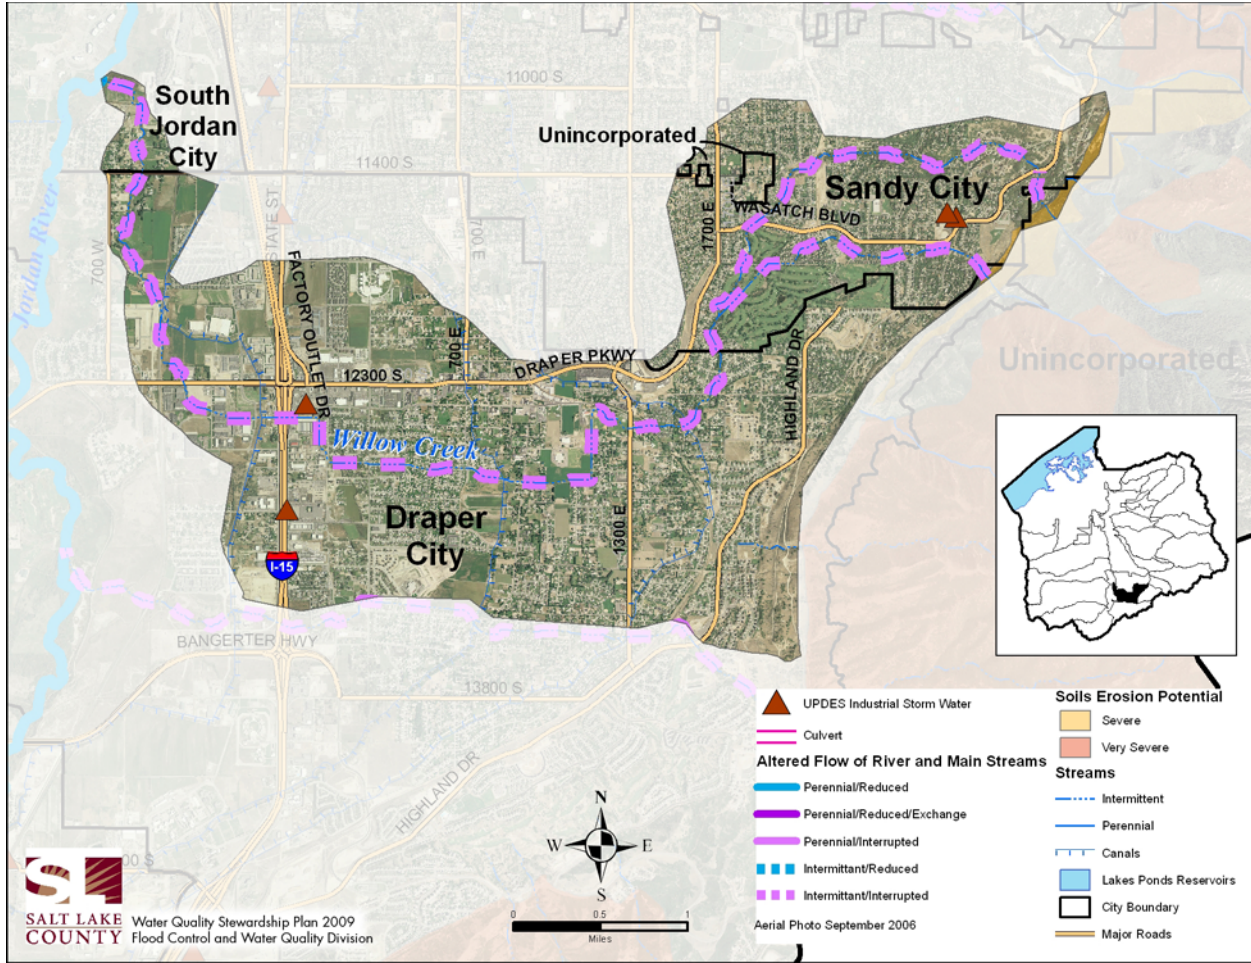 11000 S
South
Jordan
City
Unincorporated
11400 S
STATE ST
700 E
1700 E
Sandy City
WASATCH BLVD
Jordan River
700 W
FACTORY OUTLET DR
700 E
DRAPER PKWY
12300 S
HIGHLAND DR
Unincorporated
Willow Creek
Draper
City
1300 E
I-15
BANGERTER HWY
13800 S
HIGHLAND DR
UPDES Industrial Storm Water
Culvert
Altered Flow of River and Main Streams
Perennial/Reduced
Perennial/Reduced/Exchange
Perennial/Interrupted
Intermittant/Reduced
Intermittant/Interrupted
Aerial Photo September 2006
Soils Erosion Potential
Severe
Very Severe
Streams
Intermittent
Perennial
Canals
Lakes Ponds Reservoirs
City Boundary
Major Roads
N
W E
S
0 0.5 1
Miles
SL
SALT LAKE
COUNTY
Water Quality Stewardship Plan 2009
Flood Control and Water Quality Division